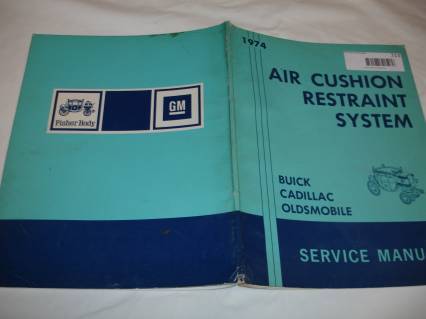 Fisher Body
GM
1974
AIR CUSHION
RESTRAINT
SYSTEM
BUICK
CADILLAC
OLDSMOBILE
SERVICE MANU